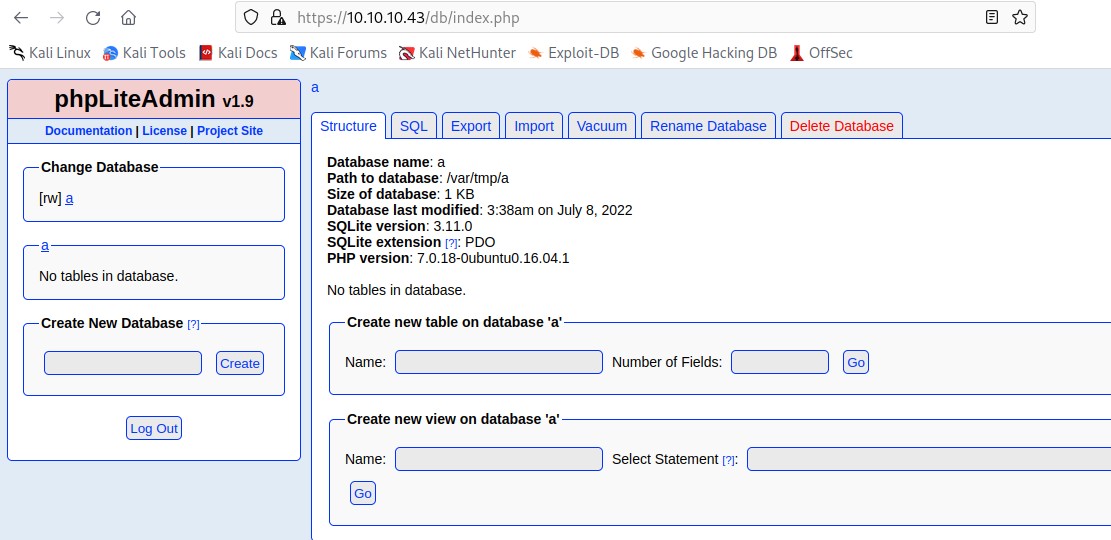 https://10.10.10.43/db/index.php
Kali Linux Kali Tools Kali Docs Kali Forums Kali NetHunter Exploit-DB Google Hacking DB OffSec
phpLiteAdmin v1.9
Documentation | License | Project Site
Change Database
[rw] a
a
No tables in database.
Create New Database [?]
Create
Log Out
a
Structure SQL Export Import Vacuum Rename Database Delete Database
Database name: a
Path to database: /var/tmp/a
Size of database: 1 KB
Database last modified: 3:38am on July 8, 2022
SQLite version: 3.11.0
SQLite extension [?]: PDO
PHP version: 7.0.18-0ubuntu0.16.04.1
No tables in database.
Create new table on database 'a'
Name: Number of Fields: Go
Create new view on database 'a'
Name: Select Statement [?]:
Go